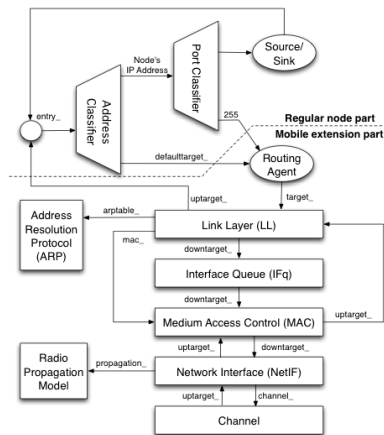 Node's
IP Address
Source/
Sink
entry_
Address
Classifier
Port Classifier
255
Regular node part
Mobile extension part
defaulttarget_
Routing
Agent
uptarget_
target_
arptable_
Address
Resolution
Protocol
(ARP)
Link Layer (LL)
mac_
downtarget_
Interface Queue (IFq)
downtarget_
Medium Access Control (MAC)
uptarget_
uptarget_
downtarget_
Radio
Propagation
Model
propagation_
Network Interface (NetIF)
uptarget_
channel_
Channel